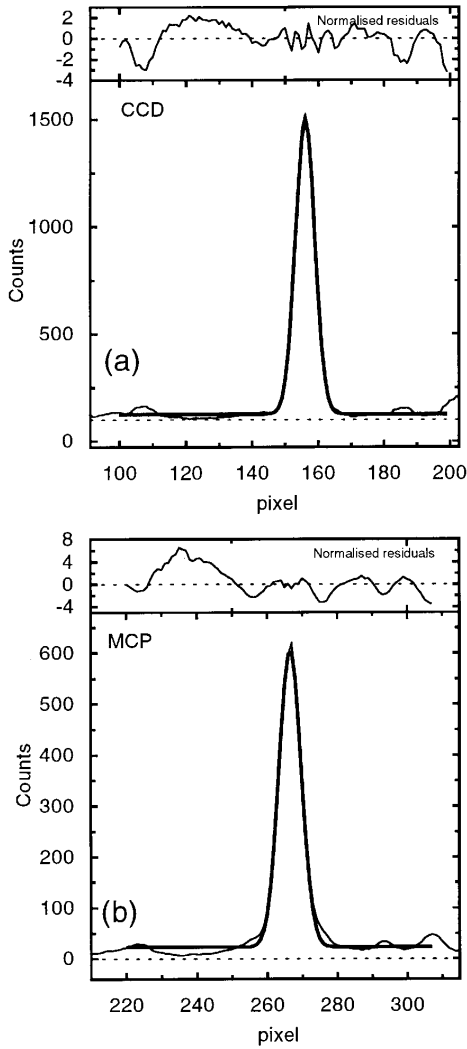 2
Normalised residuals
0
-2
-4
CCD
1500
1000
Counts
500
(a)
0
100 120 140 160 180 200
pixel
8
Normalised residuals
4
0
-4
MCP
600
500
400
Counts
300
200
100
(b)
0
220 240 260 280 300
pixel